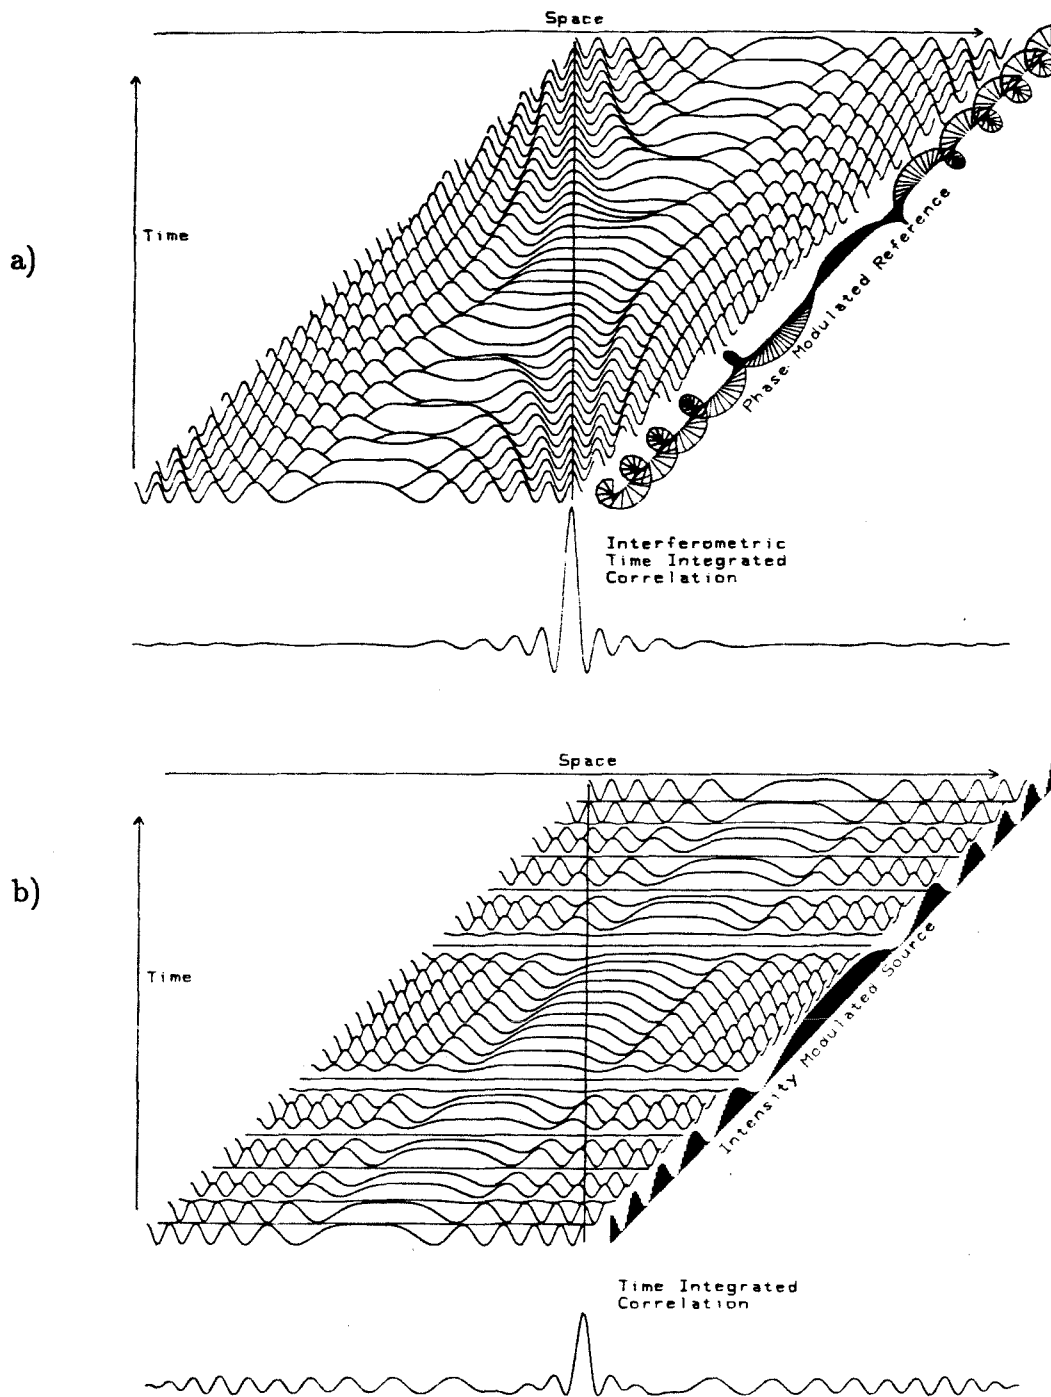 Space
a)
Time
Phase Modulated Reference
Interferometric
Time Integrated
Correlation
Space
b)
Time
Intensity Modulated Source
Time Integrated
Correlation